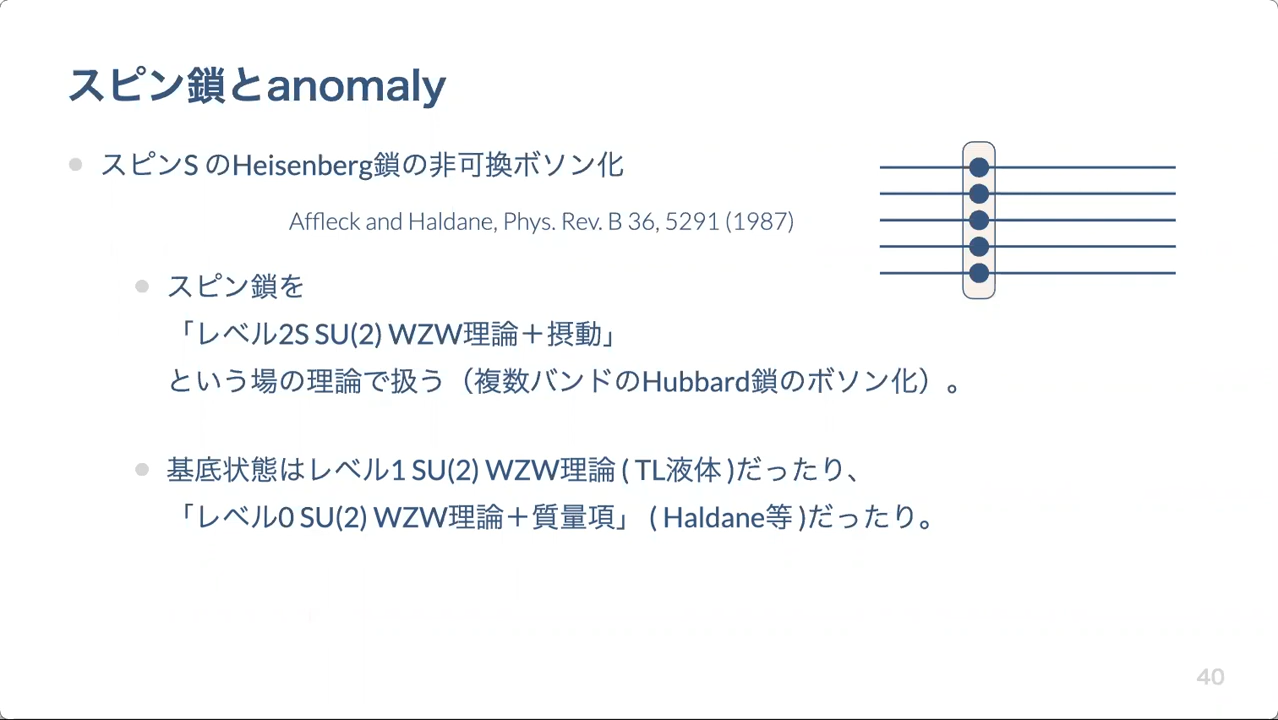 スピン鎖とanomaly
スピンS のHeisenberg鎖の非可換ボソン化
Affleck and Haldane, Phys. Rev. B 36, 5291 (1987)
スピン鎖を
「レベル2S SU(2) WZW理論＋摂動」
という場の理論で扱う（複数バンドのHubbard鎖のボソン化）。
基底状態はレベル1 SU(2) WZW理論 ( TL液体 )だったり、
「レベル0 SU(2) WZW理論＋質量項」 ( Haldane等 )だったり。
40